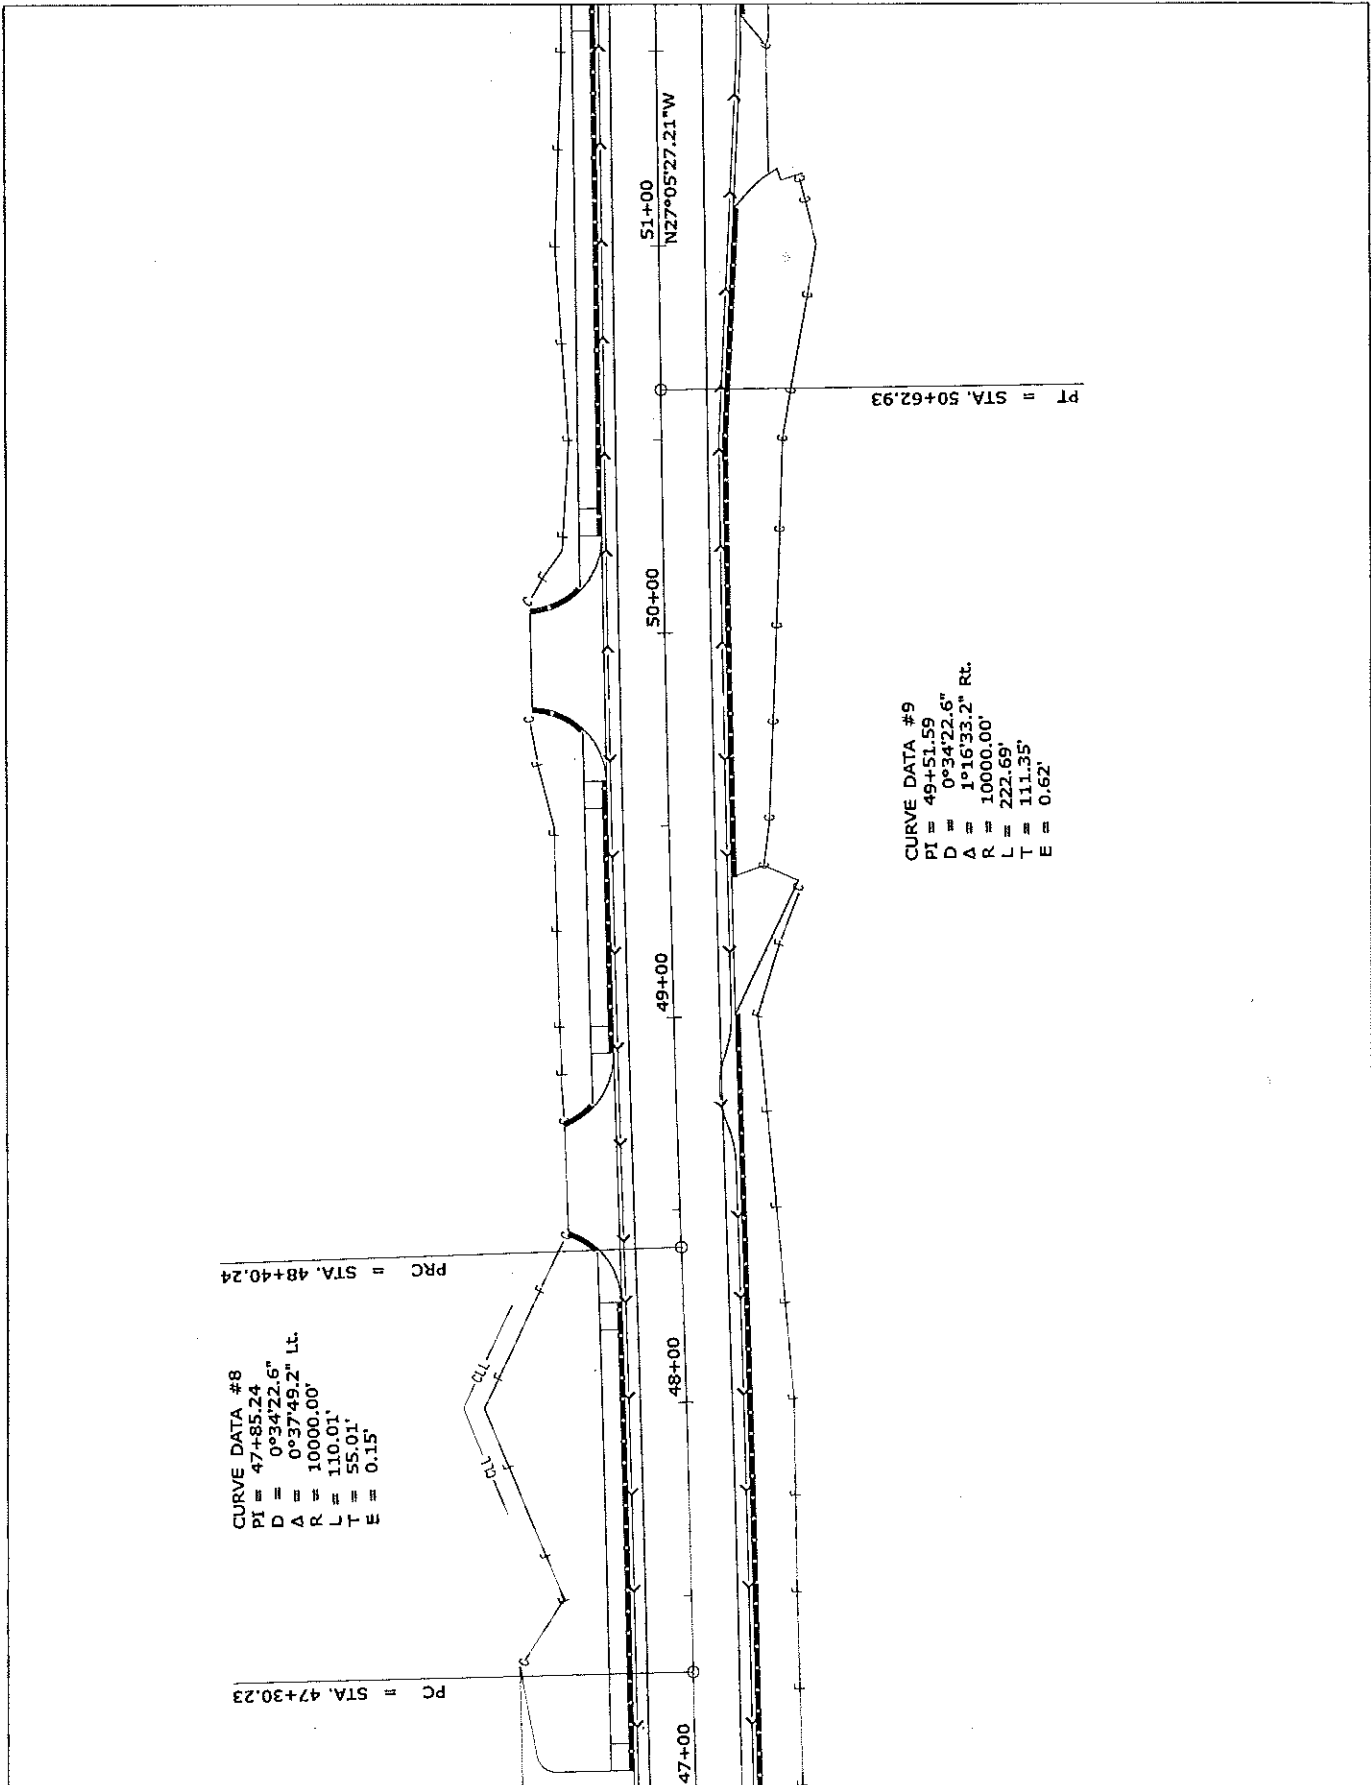 CURVE DATA #8
PI = 47+85.24
D = 0°34'22.6"
Δ = 0°37'49.2" Lt.
R = 10000.00'
L = 110.01'
T = 55.01'
E = 0.15'
PC = STA. 47+30.23
PRC = STA. 48+40.24
CLL
CLL
47+00
48+00
49+00
50+00
51+00
N27°05'27.21"W
CURVE DATA #9
PI = 49+51.59
D = 0°34'22.6"
Δ = 1°16'33.2" Rt.
R = 10000.00'
L = 222.69'
T = 111.35'
E = 0.62'
PT = STA. 50+62.93